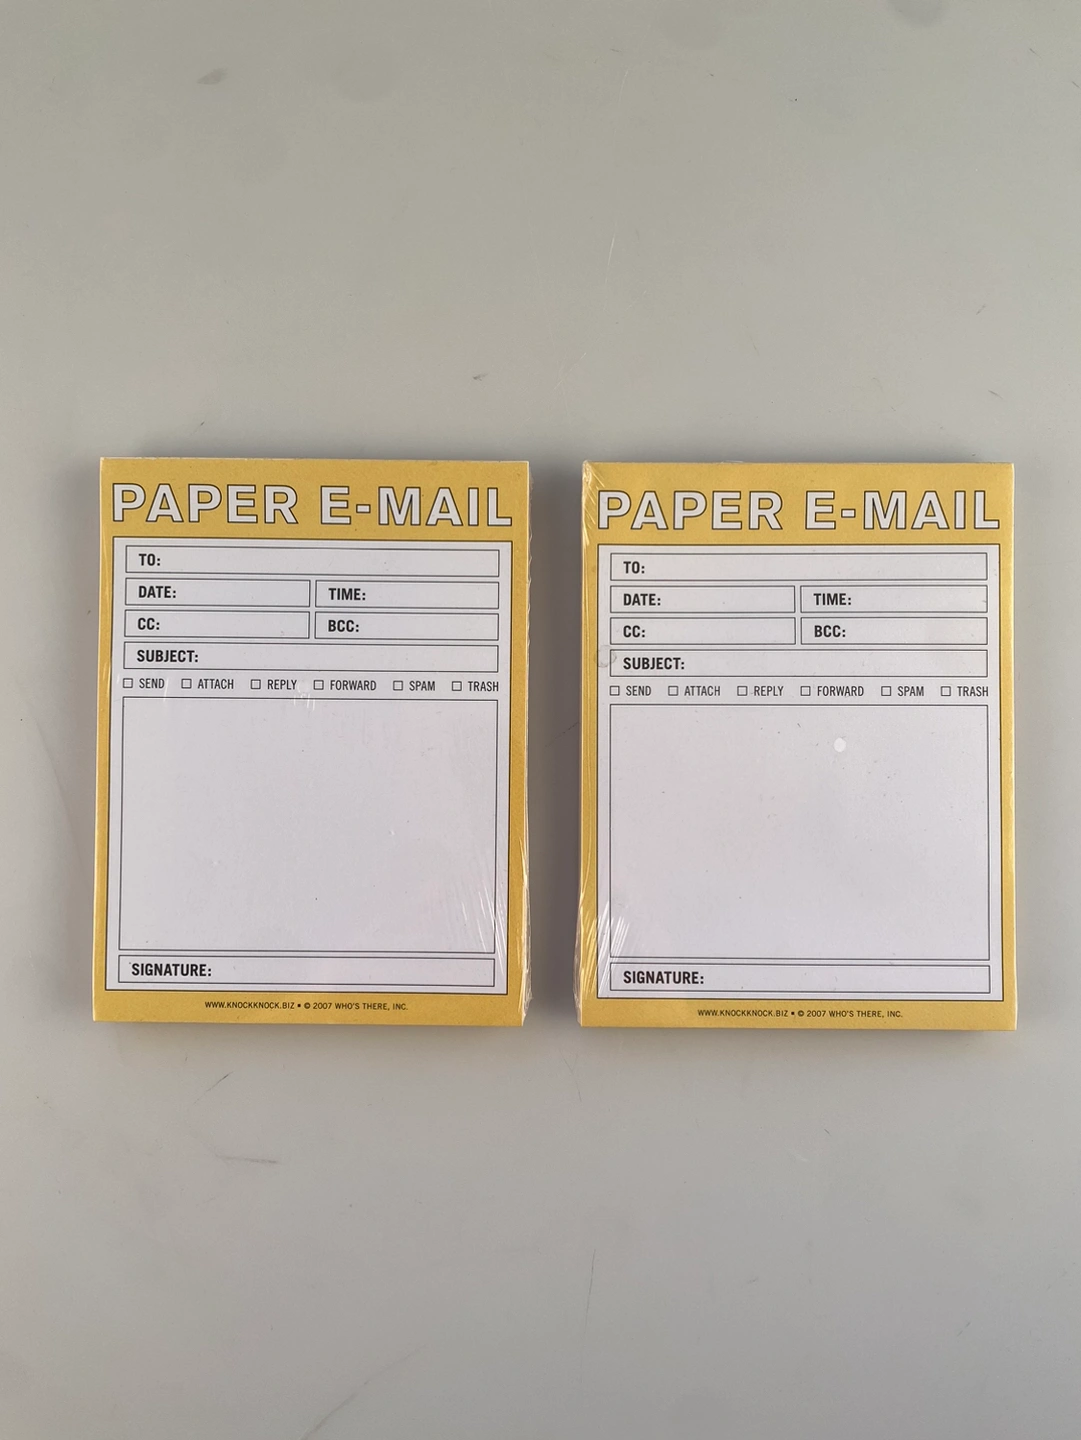 PAPER E-MAIL
TO:
DATE: TIME:
CC: BCC:
SUBJECT:
SEND ATTACH REPLY FORWARD SPAM TRASH
SIGNATURE:
WWW.KNOCKKNOCK.BIZ • © 2007 WHO'S THERE, INC.
PAPER E-MAIL
TO:
DATE: TIME:
CC: BCC:
SUBJECT:
SEND ATTACH REPLY FORWARD SPAM TRASH
SIGNATURE:
WWW.KNOCKKNOCK.BIZ • © 2007 WHO'S THERE, INC.